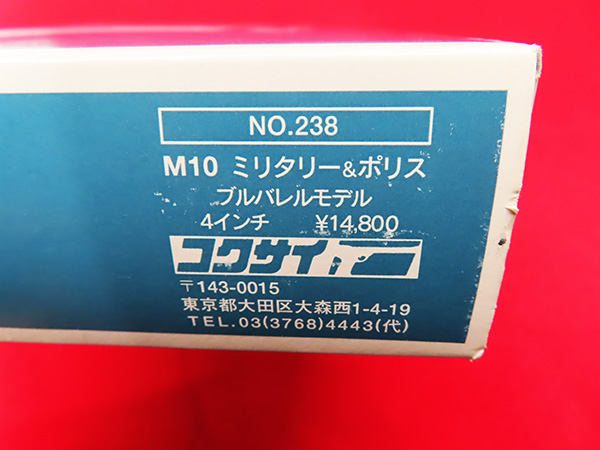 NO.238
M10 ミリタリー&ポリス
ブルバレルモデル
4インチ ¥14,800
コクサイ
〒143-0015
東京都大田区大森西1-4-19
TEL.03(3768)4443(代)